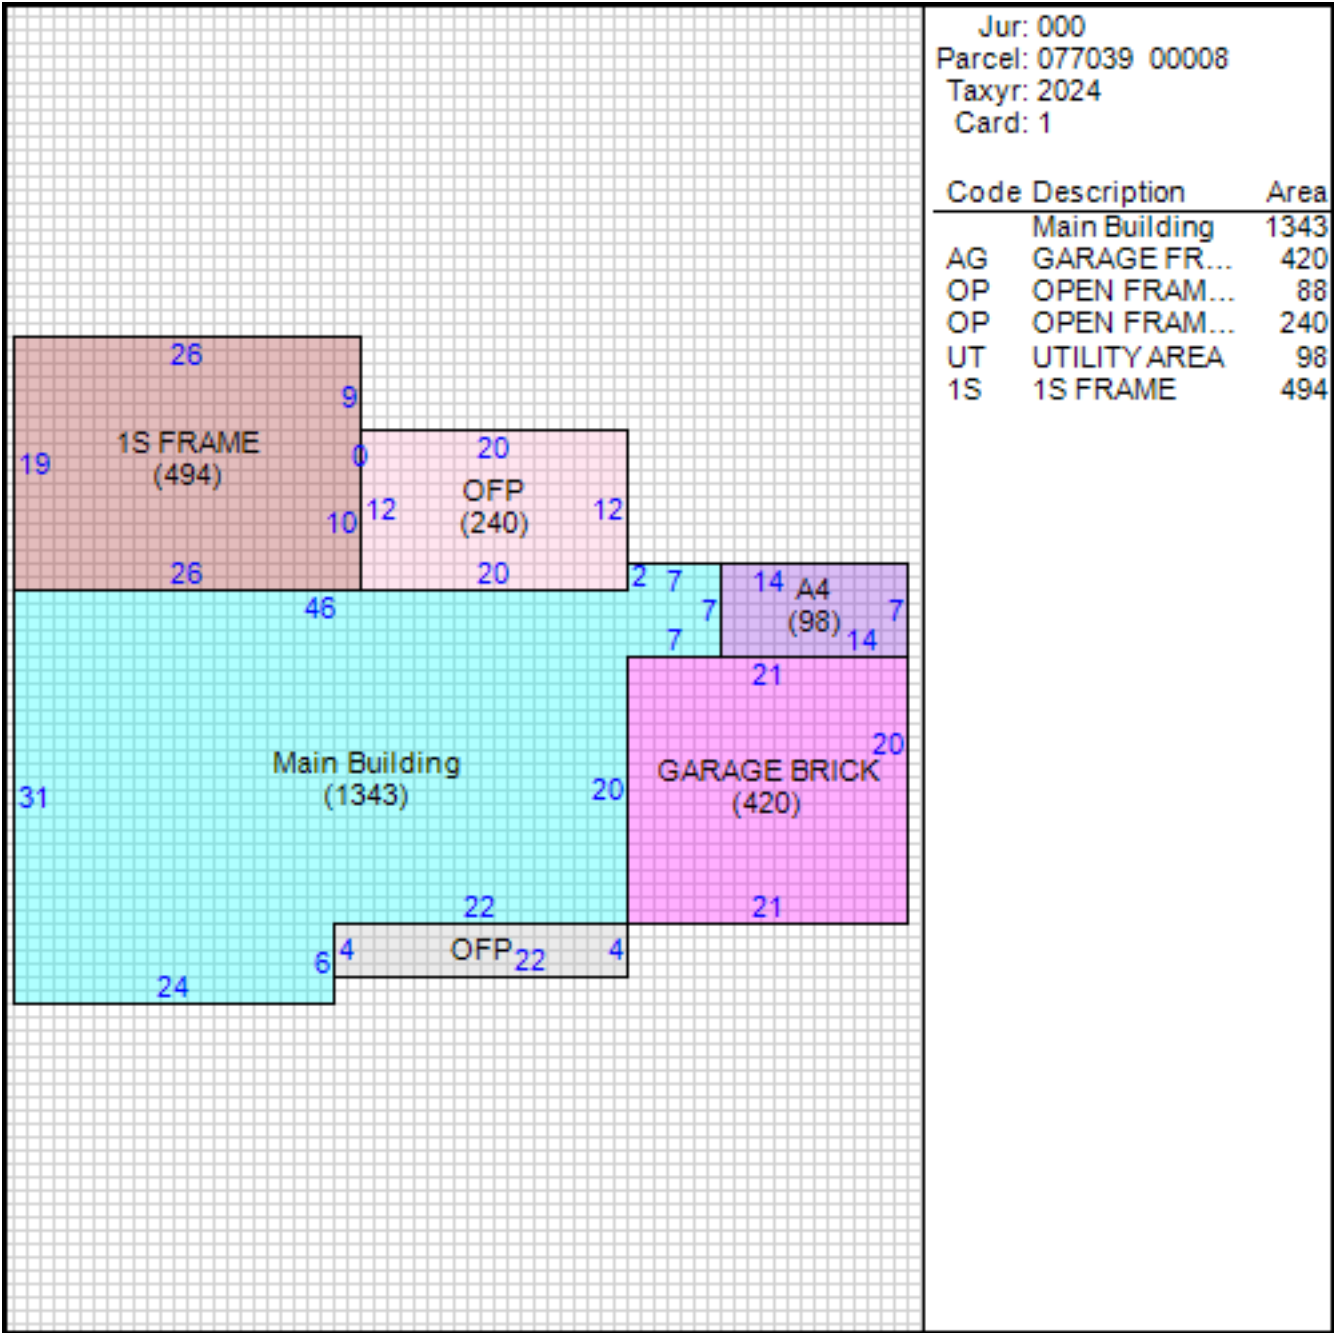 Jur: 000
Parcel: 077039 00008
Taxyr: 2024
Card: 1
Code Description Area
Main Building 1343
AG GARAGE FR... 420
OP OPEN FRAM... 88
OP OPEN FRAM... 240
UT UTILITY AREA 98
1S 1S FRAME 494
26
9
1S FRAME
(494)
19
0
10
26
20
OFP
(240)
12
12
20
2
7
7
7
14
A4
(98)
7
14
46
Main Building
(1343)
31
20
22
6
24
21
20
GARAGE BRICK
(420)
21
4
OFP
22
4